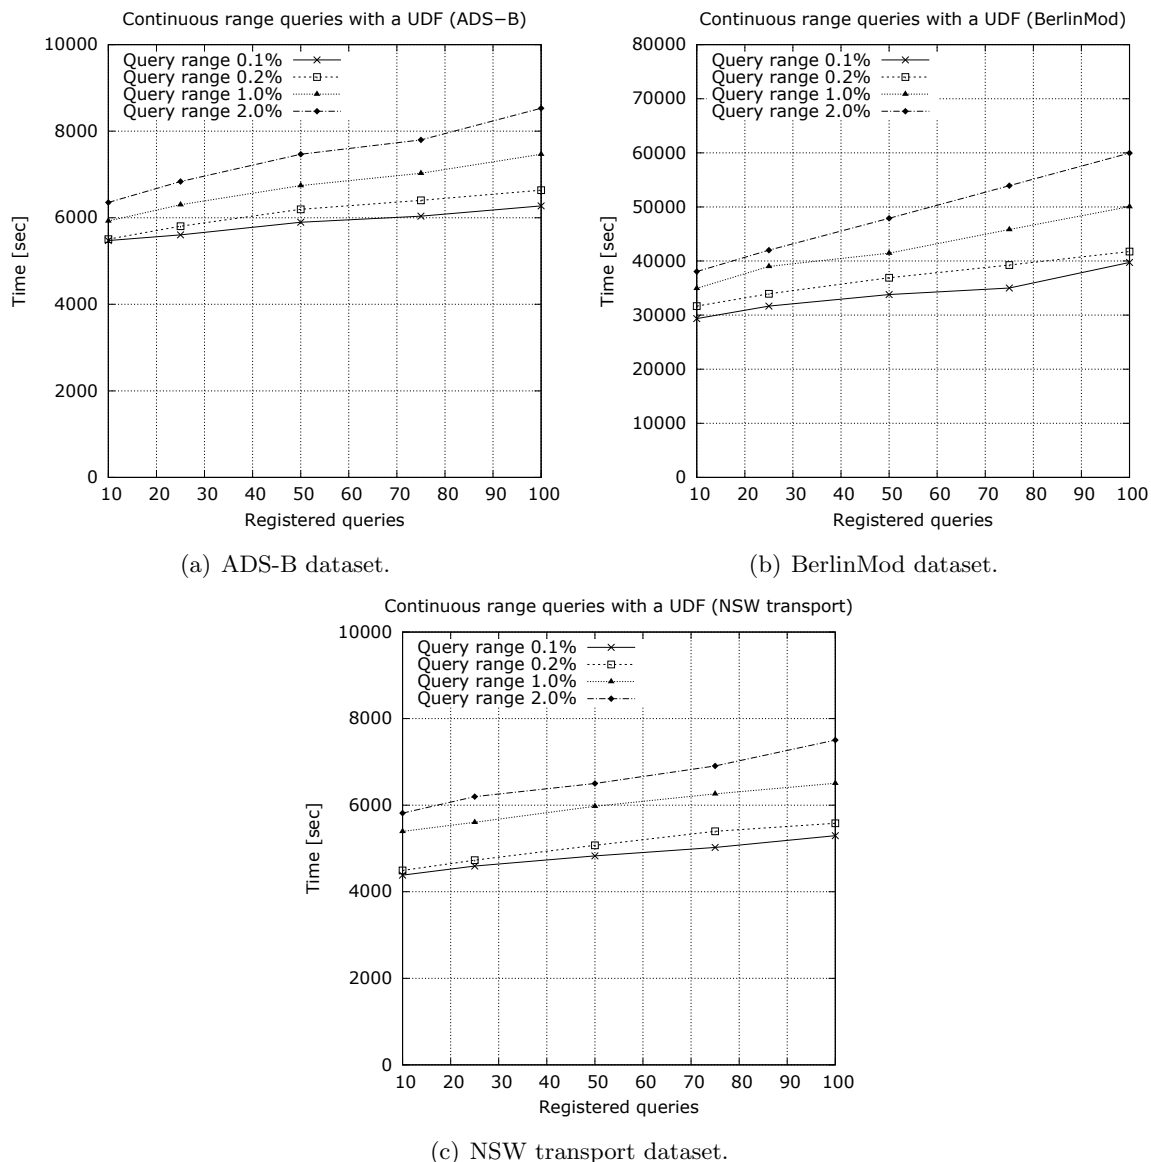 Continuous range queries with a UDF (ADS−B)
Query range 0.1%
Query range 0.2%
Query range 1.0%
Query range 2.0%
10000
8000
6000
4000
2000
0
Time [sec]
10 20 30 40 50 60 70 80 90 100
Registered queries
(a) ADS-B dataset.
Continuous range queries with a UDF (BerlinMod)
Query range 0.1%
Query range 0.2%
Query range 1.0%
Query range 2.0%
80000
70000
60000
50000
40000
30000
20000
10000
0
Time [sec]
10 20 30 40 50 60 70 80 90 100
Registered queries
(b) BerlinMod dataset.
Continuous range queries with a UDF (NSW transport)
Query range 0.1%
Query range 0.2%
Query range 1.0%
Query range 2.0%
10000
8000
6000
4000
2000
0
Time [sec]
10 20 30 40 50 60 70 80 90 100
Registered queries
(c) NSW transport dataset.